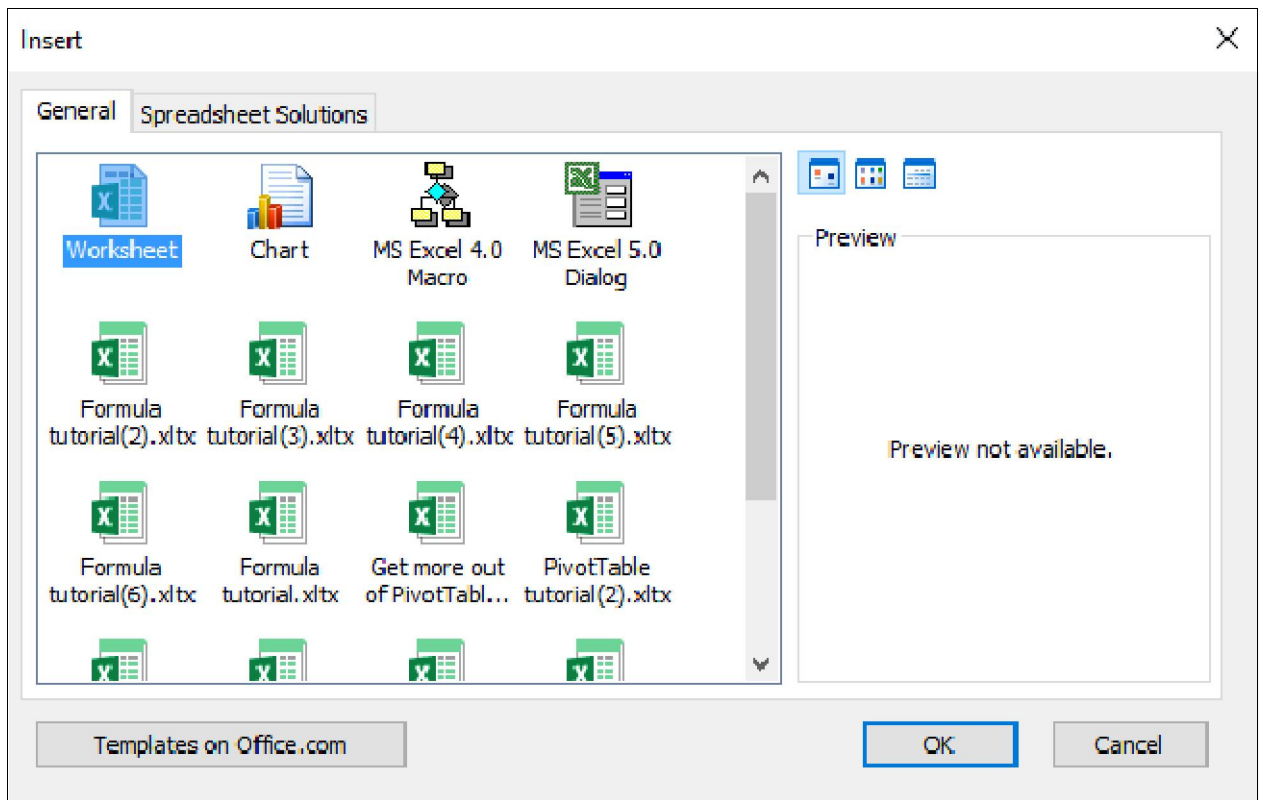 Insert
General Spreadsheet Solutions
Worksheet Chart MS Excel 4.0 MS Excel 5.0
Macro Dialog
Formula Formula Formula Formula
tutorial(2).xltx tutorial(3).xltx tutorial(4).xltx tutorial(5).xltx
Formula Formula Get more out PivotTable
tutorial(6).xltx tutorial.xltx of PivotTabl... tutorial(2).xltx
Preview
Preview not available.
Templates on Office.com OK Cancel